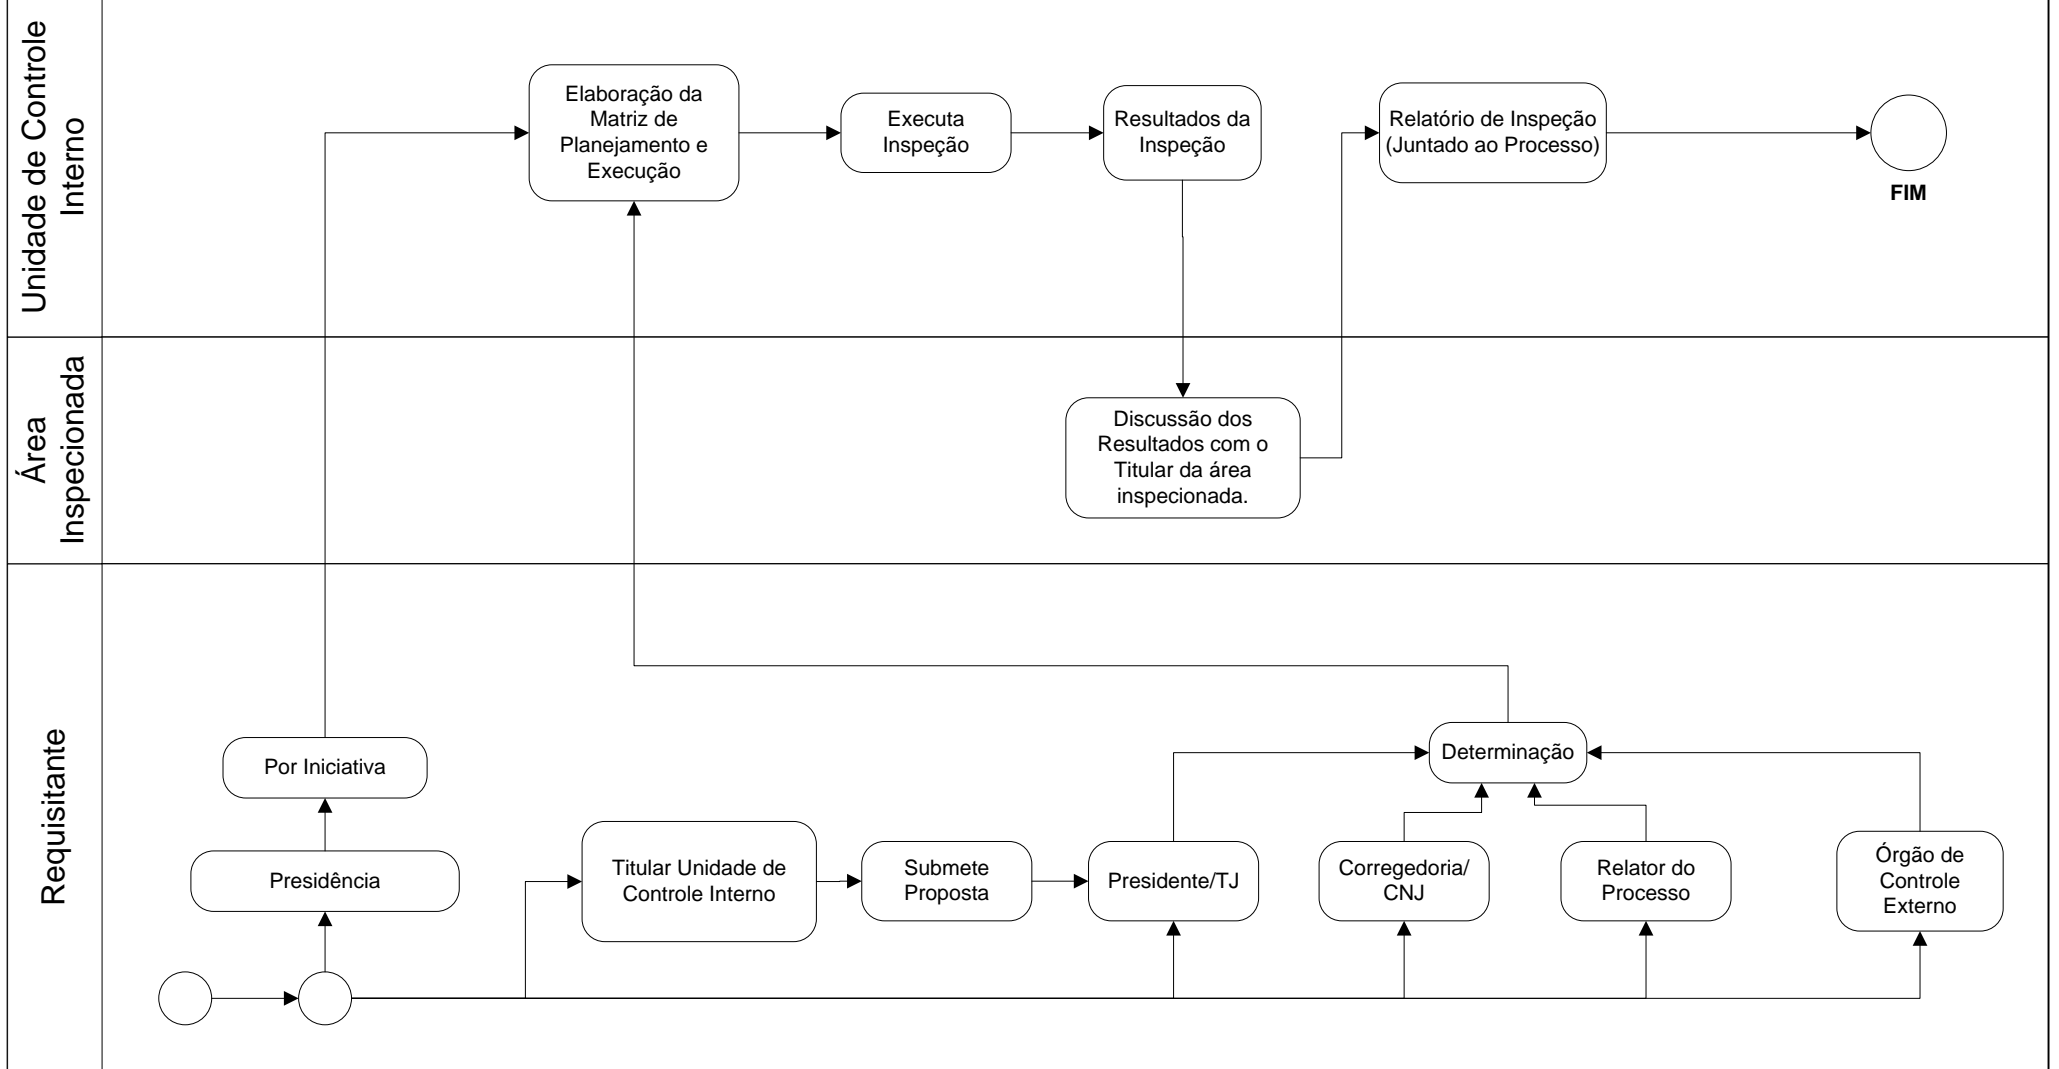 Unidade de Controle
Interno
Elaboração da
Matriz de
Planejamento e
Execução
Executa
Inspeção
Resultados da
Inspeção
Relatório de Inspeção
(Juntado ao Processo)
FIM
Área
Inspecionada
Discussão dos
Resultados com o
Titular da área
inspecionada.
Requisitante
Por Iniciativa
Presidência
Titular Unidade de
Controle Interno
Submete
Proposta
Presidente/TJ
Determinação
Corregedoria/
CNJ
Relator do
Processo
Órgão de
Controle
Externo